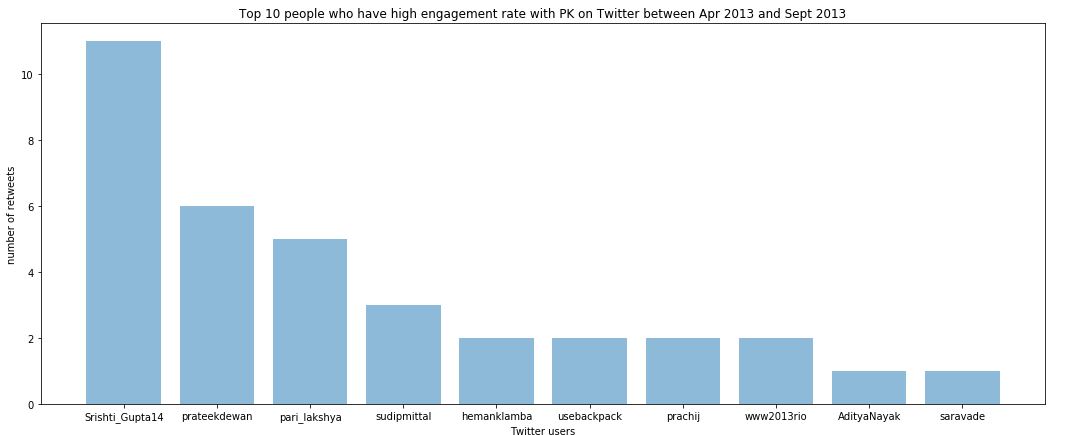 Top 10 people who have high engagement rate with PK on Twitter between Apr 2013 and Sept 2013
number of retweets
10
8
6
4
2
0
Srishti_Gupta14 prateekdewan pari_lakshya sudipmittal hemanklamba usebackpack prachij www2013rio AdityaNayak saravade
Twitter users